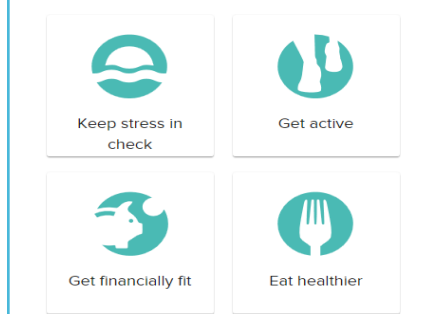 Keep stress in
check
Get active
Get financially fit
Eat healthier